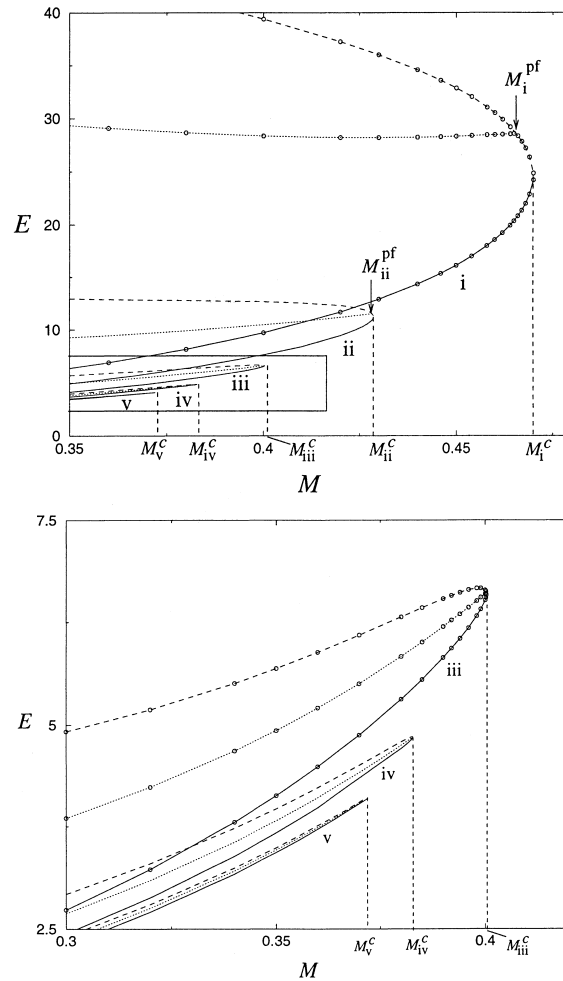 40
M_i^pf
30
E
20
M_ii^pf
i
10
ii
iii
iv
v
0
0.35
M_v^c
M_iv^c
0.4
M_iii^c
M_ii^c
0.45
M_i^c
M
7.5
iii
E
5
iv
v
2.5
0.3
0.35
M_v^c
M_iv^c
0.4
M_iii^c
M